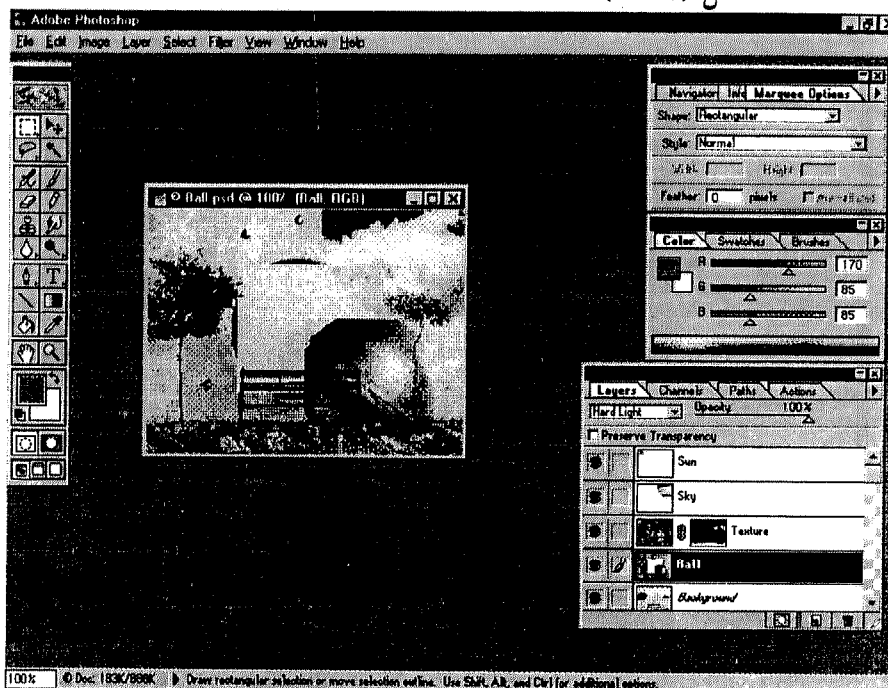 Adobe Photoshop
File Edit Image Layer Select Filter View Window Help
Navigator Info Marquee Options
Shape: Rectangular
Style: Normal
Width: Height:
Feather: 0 pixels
Ball.psd @ 100% (Ball, RGB)
Color Swatches Brushes
R 170
G 85
B 85
Layers Channels Paths Actions
Hard Light Opacity 100%
Preserve Transparency
Sun
Sky
Texture
Ball
Background
100% Doc: 183K/886K Draw rectangular selection or move selection outline. Use Shift, Alt, and Ctrl for additional options.